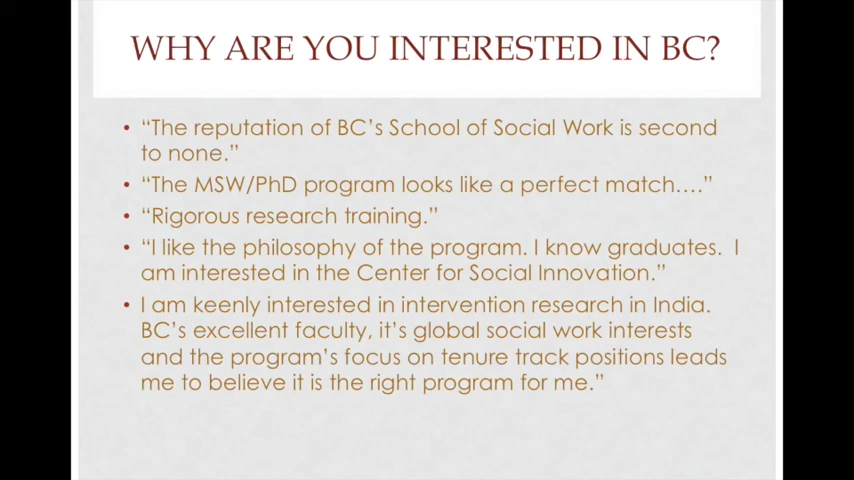 WHY ARE YOU INTERESTED IN BC?
• “The reputation of BC’s School of Social Work is second
to none.”
• “The MSW/PhD program looks like a perfect match….”
• “Rigorous research training.”
• “I like the philosophy of the program. I know graduates. I
am interested in the Center for Social Innovation.”
• I am keenly interested in intervention research in India.
BC’s excellent faculty, it’s global social work interests
and the program’s focus on tenure track positions leads
me to believe it is the right program for me.”